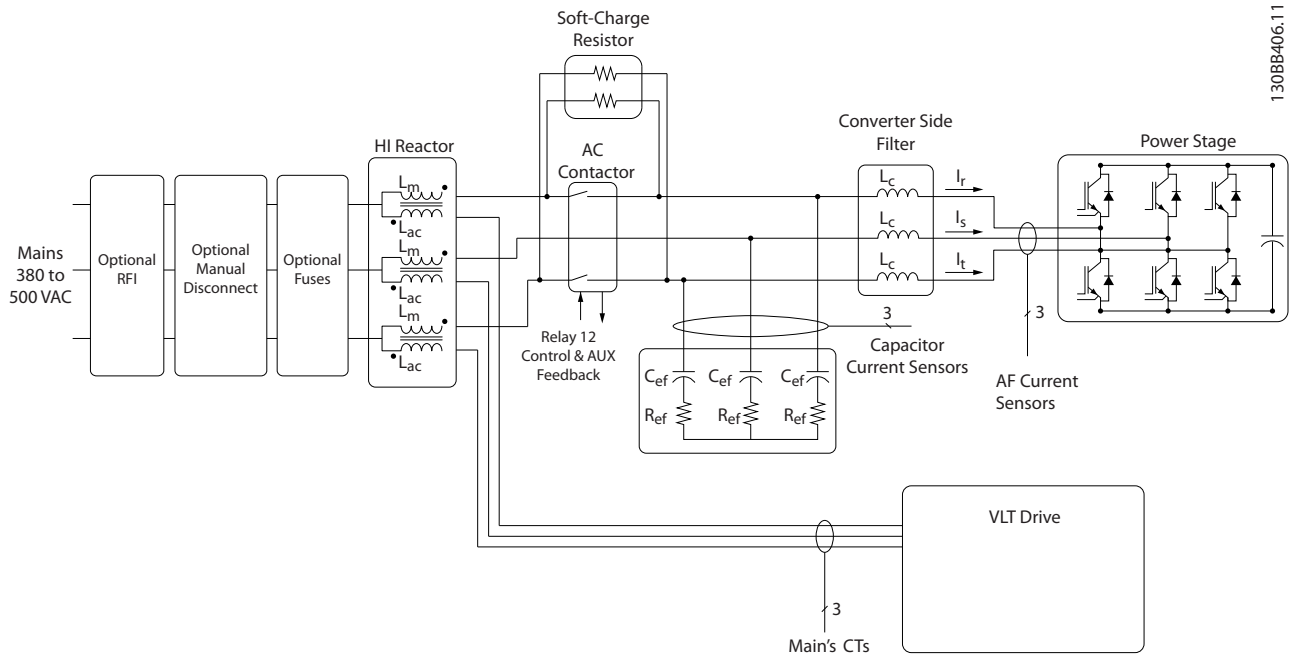 130BB406.11
Soft-Charge
Resistor
HI Reactor
AC
Contactor
Converter Side
Filter
Power Stage
Mains
380 to
500 VAC
Optional
RFI
Optional
Manual
Disconnect
Optional
Fuses
Lm
Lac
Lm
Lac
Lm
Lac
Lc
Ir
Lc
Is
Lc
It
Relay 12
Control & AUX
Feedback
3
Capacitor
Current Sensors
3
AF Current
Sensors
Cef
Cef
Cef
Ref
Ref
Ref
VLT Drive
3
Main's CTs